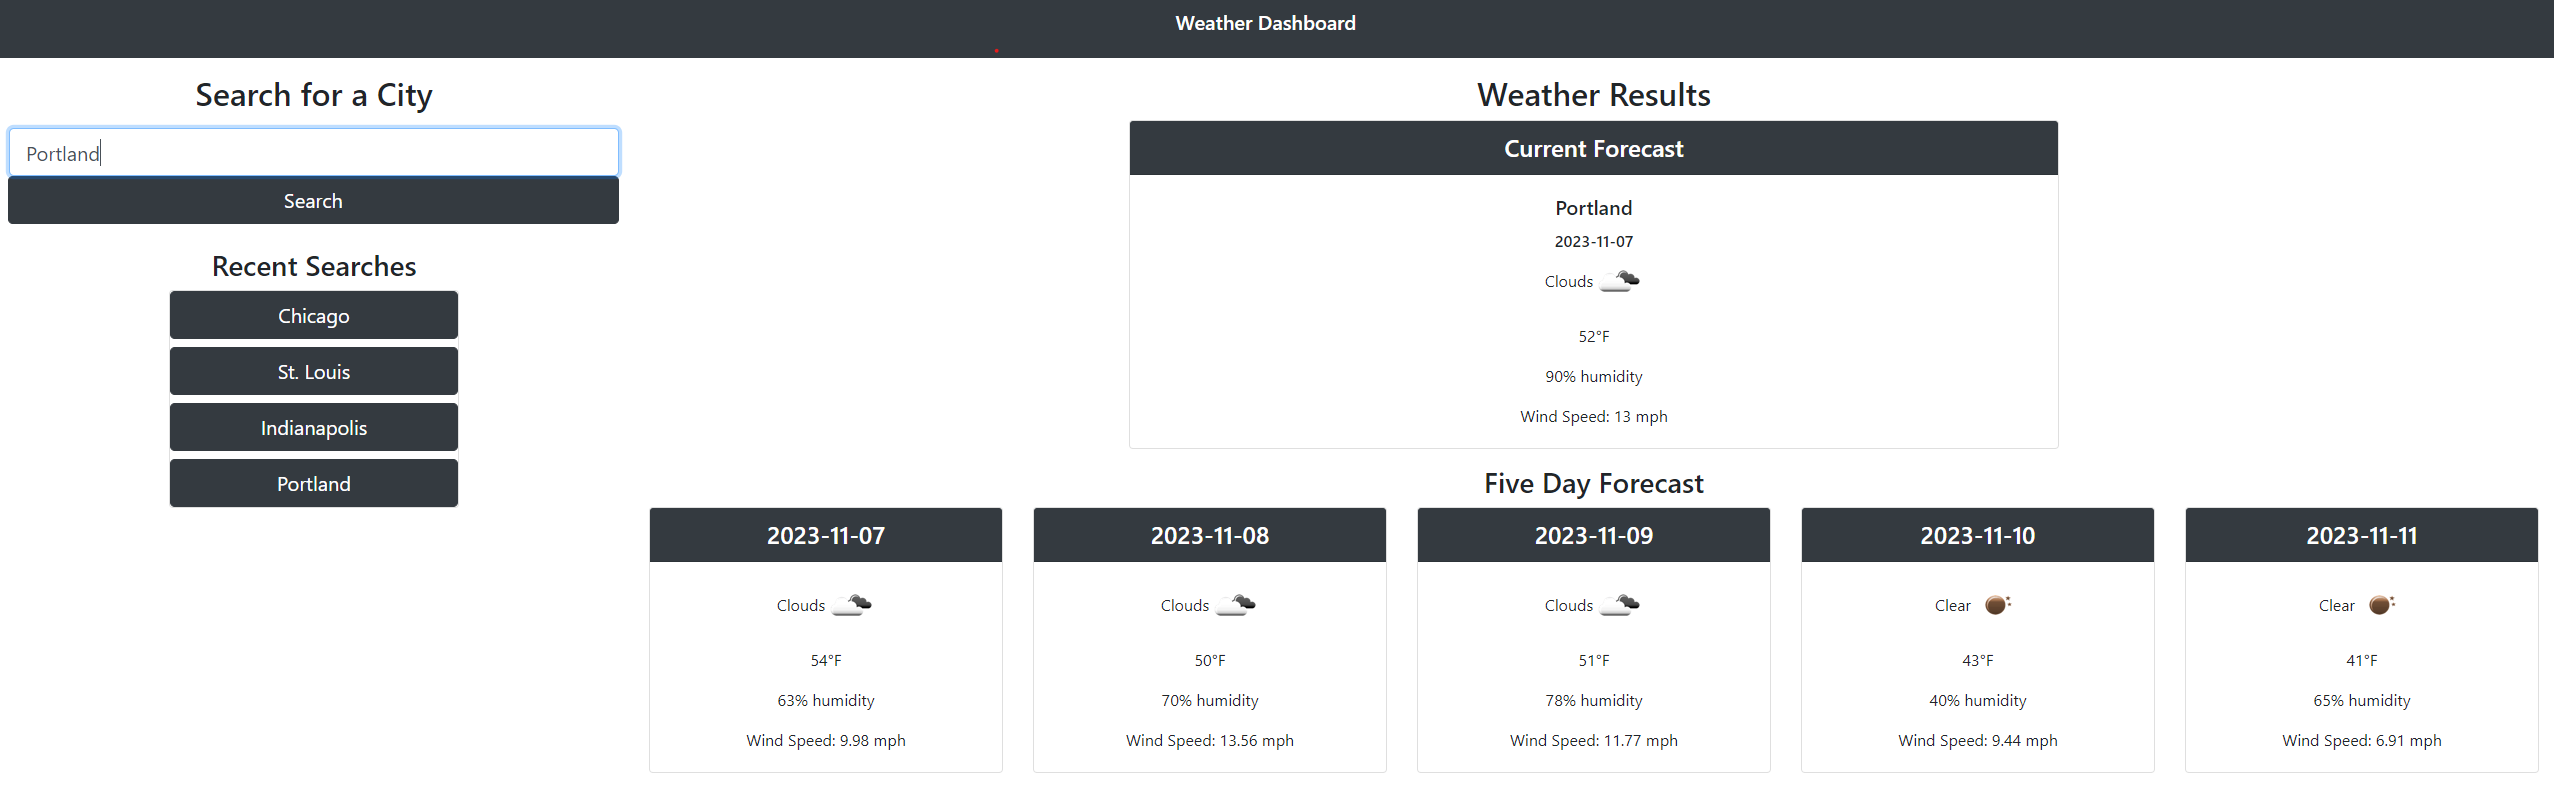 Weather Dashboard
Search for a City
Portland
Search
Recent Searches
Chicago
St. Louis
Indianapolis
Portland
Weather Results
Current Forecast
Portland
2023-11-07
Clouds
52°F
90% humidity
Wind Speed: 13 mph
Five Day Forecast
2023-11-07
Clouds
54°F
63% humidity
Wind Speed: 9.98 mph
2023-11-08
Clouds
50°F
70% humidity
Wind Speed: 13.56 mph
2023-11-09
Clouds
51°F
78% humidity
Wind Speed: 11.77 mph
2023-11-10
Clear
43°F
40% humidity
Wind Speed: 9.44 mph
2023-11-11
Clear
41°F
65% humidity
Wind Speed: 6.91 mph